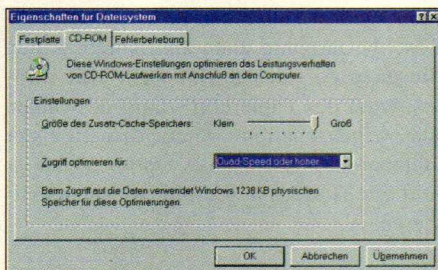 Eigenschaften für Dateisystem
Festplatte CD-ROM Fehlerbehebung
Diese Windows-Einstellungen optimieren das Leistungsverhalten
von CD-ROM-Laufwerken mit Anschluß an den Computer.
Einstellungen
Größe des Zusatz-Cache-Speichers: Klein Groß
Zugriff optimieren für: Quad-Speed oder höher
Beim Zugriff auf die Daten verwendet Windows 1238 KB physischen
Speicher für diese Optimierungen.
OK Abbrechen Übernehmen